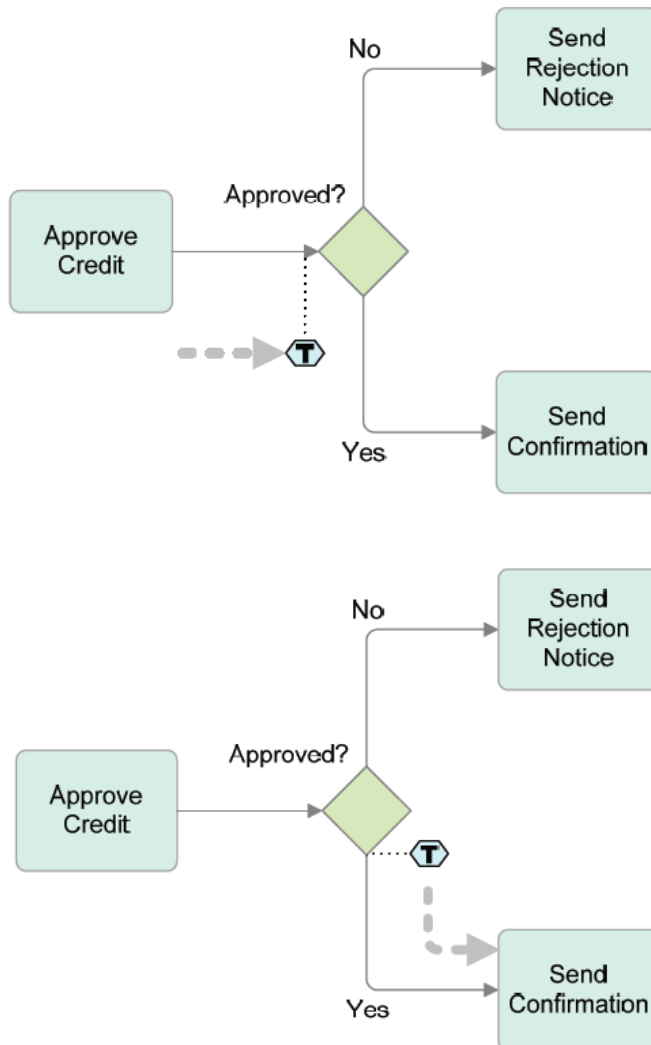 No
Send
Rejection
Notice
Approved?
Approve
Credit
T
Send
Confirmation
Yes
No
Send
Rejection
Notice
Approved?
Approve
Credit
T
Send
Confirmation
Yes